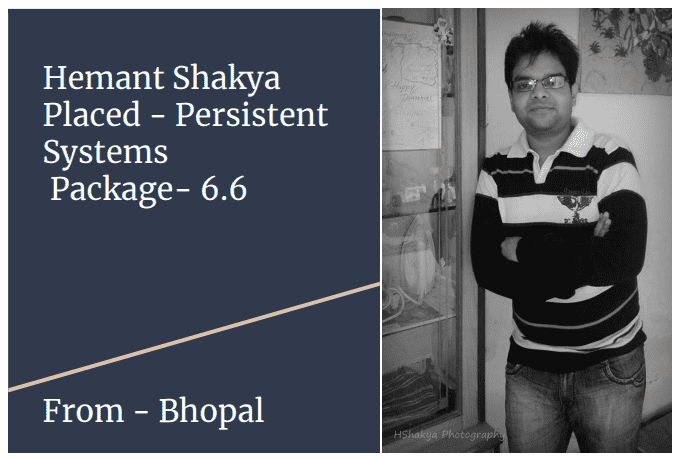 Hemant Shakya
Placed - Persistent
Systems
Package- 6.6
From - Bhopal
HShakya Photography